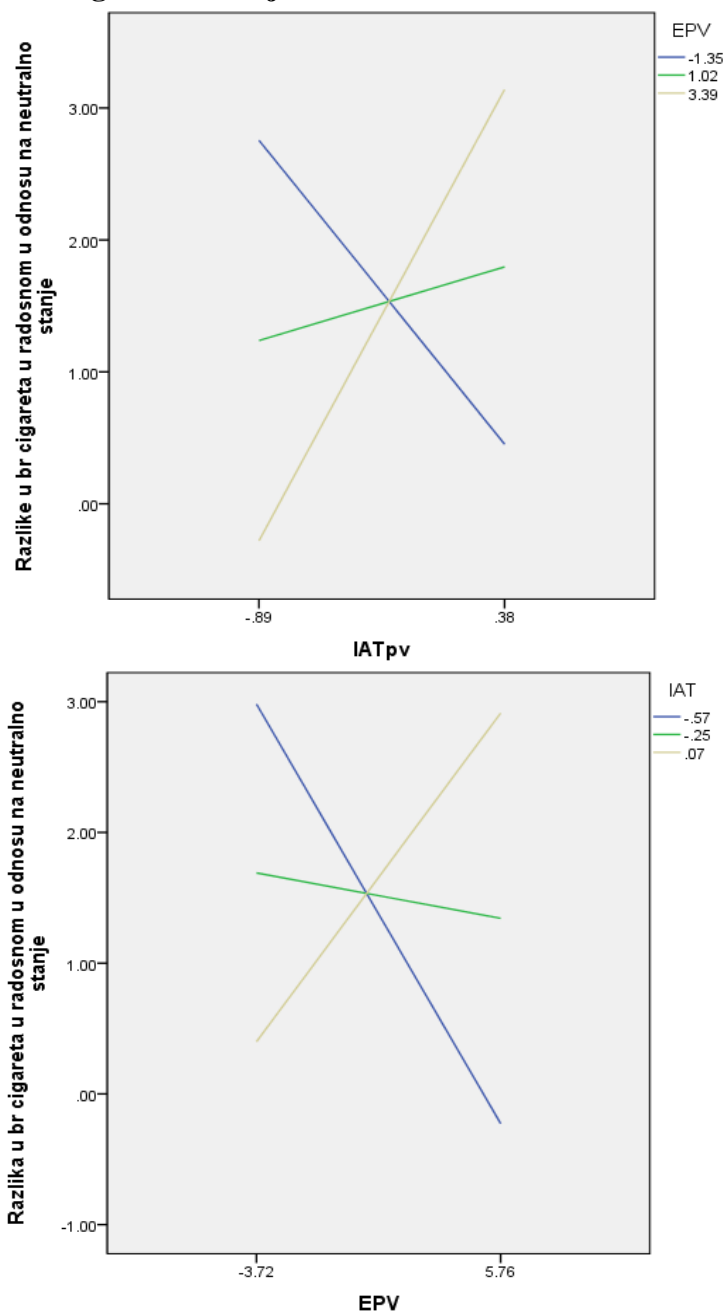 EPV
-1.35
1.02
3.39
3.00
2.00
1.00
.00
Razlike u br cigareta u radosnom u odnosu na neutralno
stanje
-.89
.38
IATpv
IAT
-.57
-.25
.07
3.00
2.00
1.00
.00
-1.00
Razlika u br cigareta u radosnom u odnosu na neutralno
stanje
-3.72
5.76
EPV